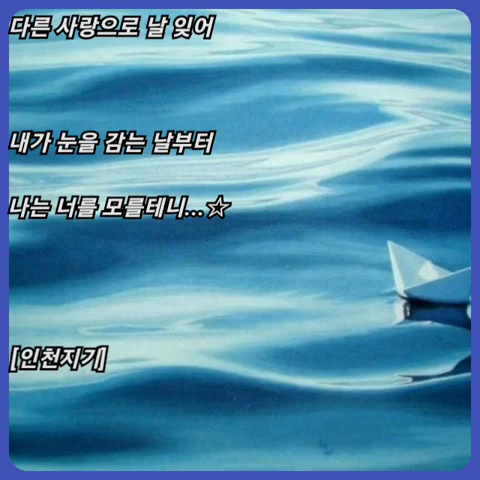 다른 사랑으로 날 잊어
내가 눈을 감는 날부터
나는 너를 모를테니...☆
[인천지기]